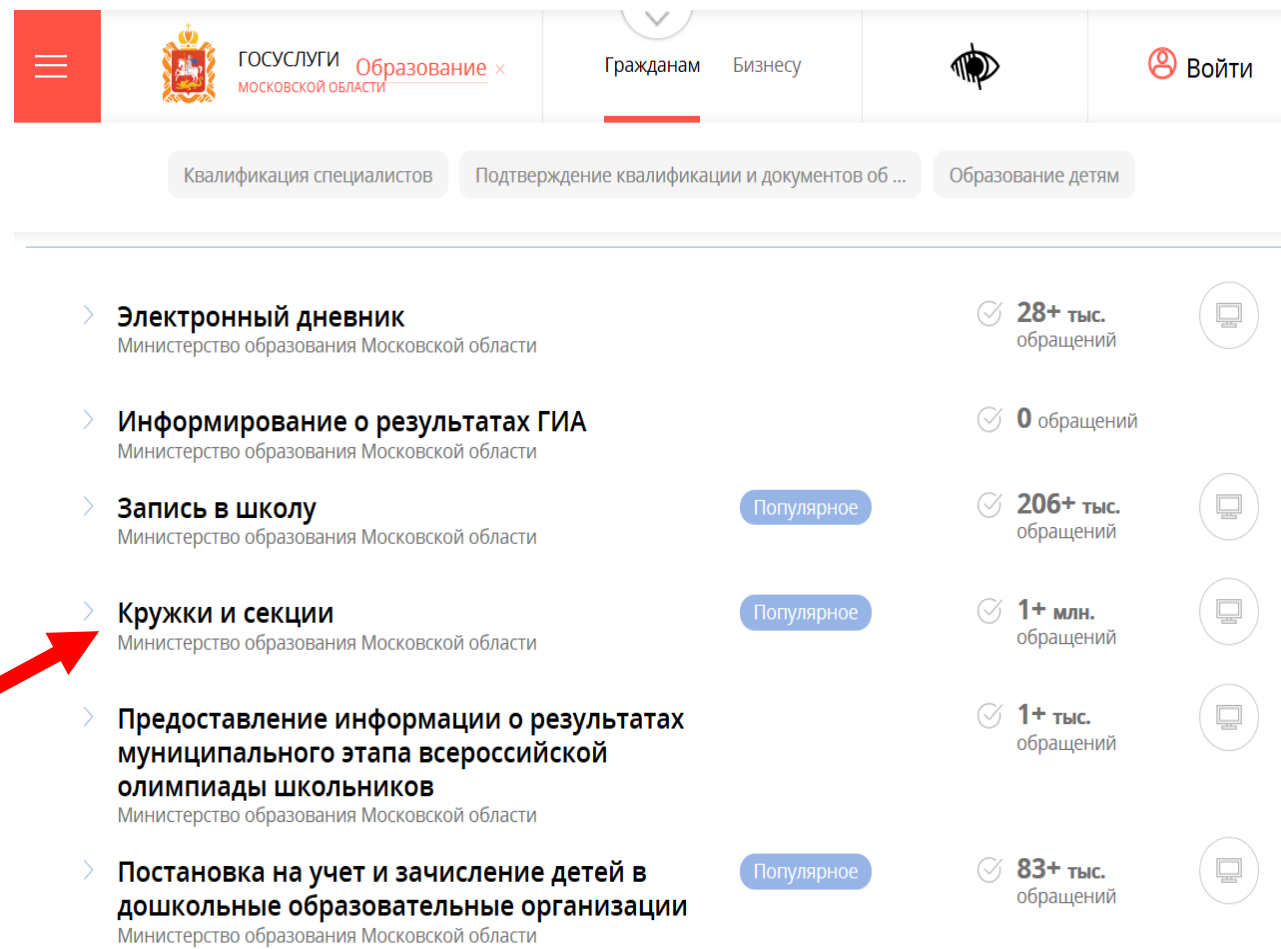 ГОСУСЛУГИ
МОСКОВСКОЙ ОБЛАСТИ
Образование ×
Гражданам
Бизнесу
Войти
Квалификация специалистов
Подтверждение квалификации и документов об ...
Образование детям
Электронный дневник
Министерство образования Московской области
28+ тыс.
обращений
Информирование о результатах ГИА
Министерство образования Московской области
0 обращений
Запись в школу
Министерство образования Московской области
Популярное
206+ тыс.
обращений
Кружки и секции
Министерство образования Московской области
Популярное
1+ млн.
обращений
Предоставление информации о результатах
муниципального этапа всероссийской
олимпиады школьников
Министерство образования Московской области
1+ тыс.
обращений
Постановка на учет и зачисление детей в
дошкольные образовательные организации
Министерство образования Московской области
Популярное
83+ тыс.
обращений